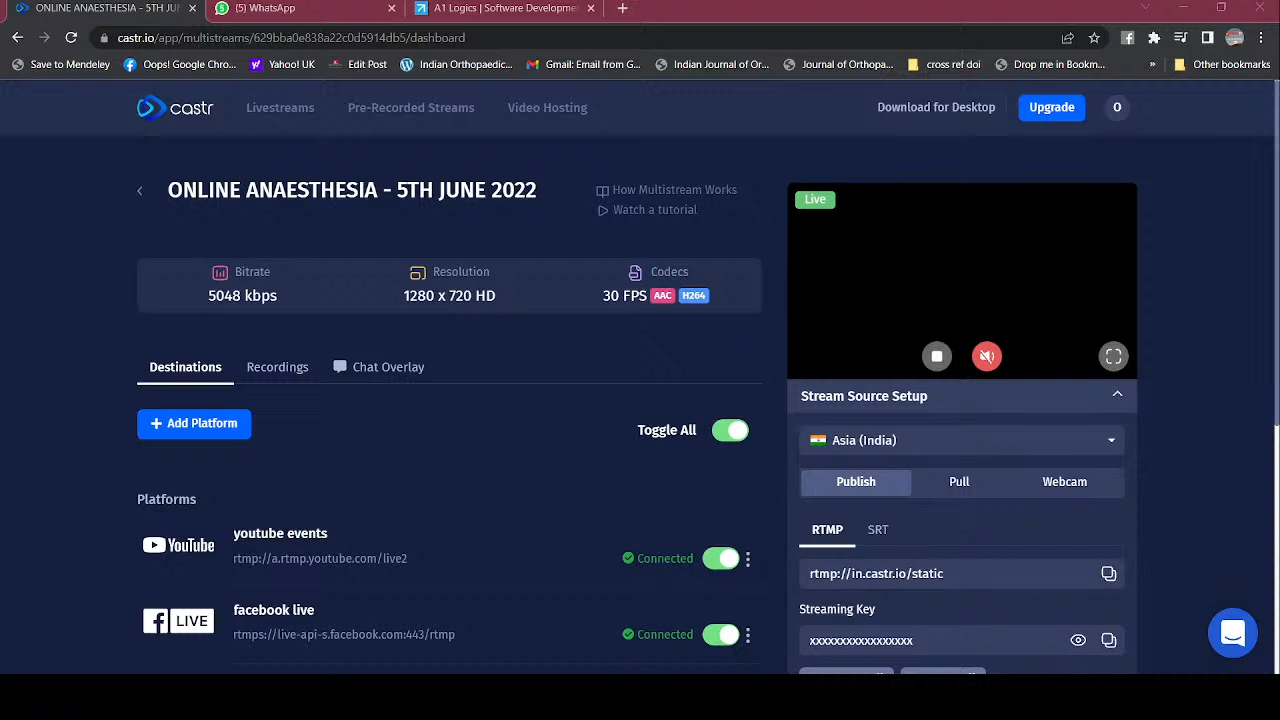 ONLINE ANAESTHESIA - 5TH JUN
(5) WhatsApp
A1 Logics | Software Developme
castr.io/app/multistreams/629bba0e838a22c0d5914db5/dashboard
Save to Mendeley
Oops! Google Chro...
Yahoo! UK
Edit Post
Indian Orthopaedic...
Gmail: Email from G...
Indian Journal of Or...
Journal of Orthopa...
cross ref doi
Drop me in Bookm...
»
Other bookmarks
castr
Livestreams
Pre-Recorded Streams
Video Hosting
Download for Desktop
Upgrade
O
ONLINE ANAESTHESIA - 5TH JUNE 2022
How Multistream Works
Watch a tutorial
Live
Bitrate
Resolution
Codecs
5048 kbps
1280 x 720 HD
30 FPS AAC H264
Destinations
Recordings
Chat Overlay
+ Add Platform
Toggle All
Platforms
YouTube
youtube events
rtmp://a.rtmp.youtube.com/live2
Connected
f LIVE
facebook live
rtmps://live-api-s.facebook.com:443/rtmp
Connected
Stream Source Setup
Asia (India)
Publish
Pull
Webcam
RTMP
SRT
rtmp://in.castr.io/static
Streaming Key
xxxxxxxxxxxxxxxxx